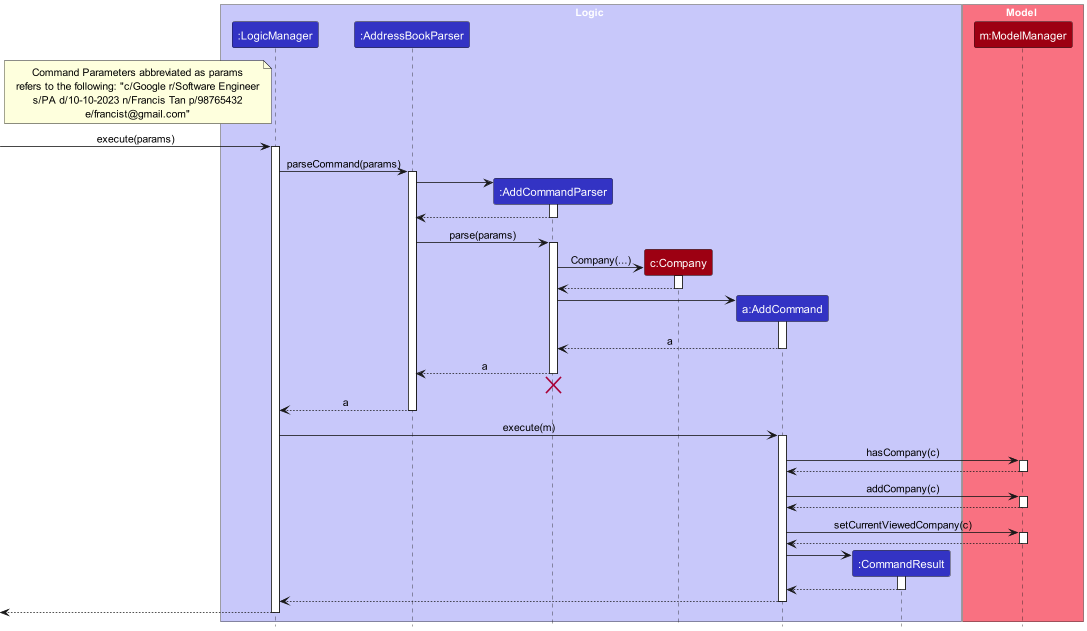 Logic
Model
:LogicManager
:AddressBookParser
m:ModelManager
Command Parameters abbreviated as params
refers to the following: "c/Google r/Software Engineer
s/PA d/10-10-2023 n/Francis Tan p/98765432
e/francist@gmail.com"
execute(params)
parseCommand(params)
:AddCommandParser
parse(params)
Company(...)
c:Company
a:AddCommand
a
a
a
execute(m)
hasCompany(c)
addCompany(c)
setCurrentViewedCompany(c)
:CommandResult